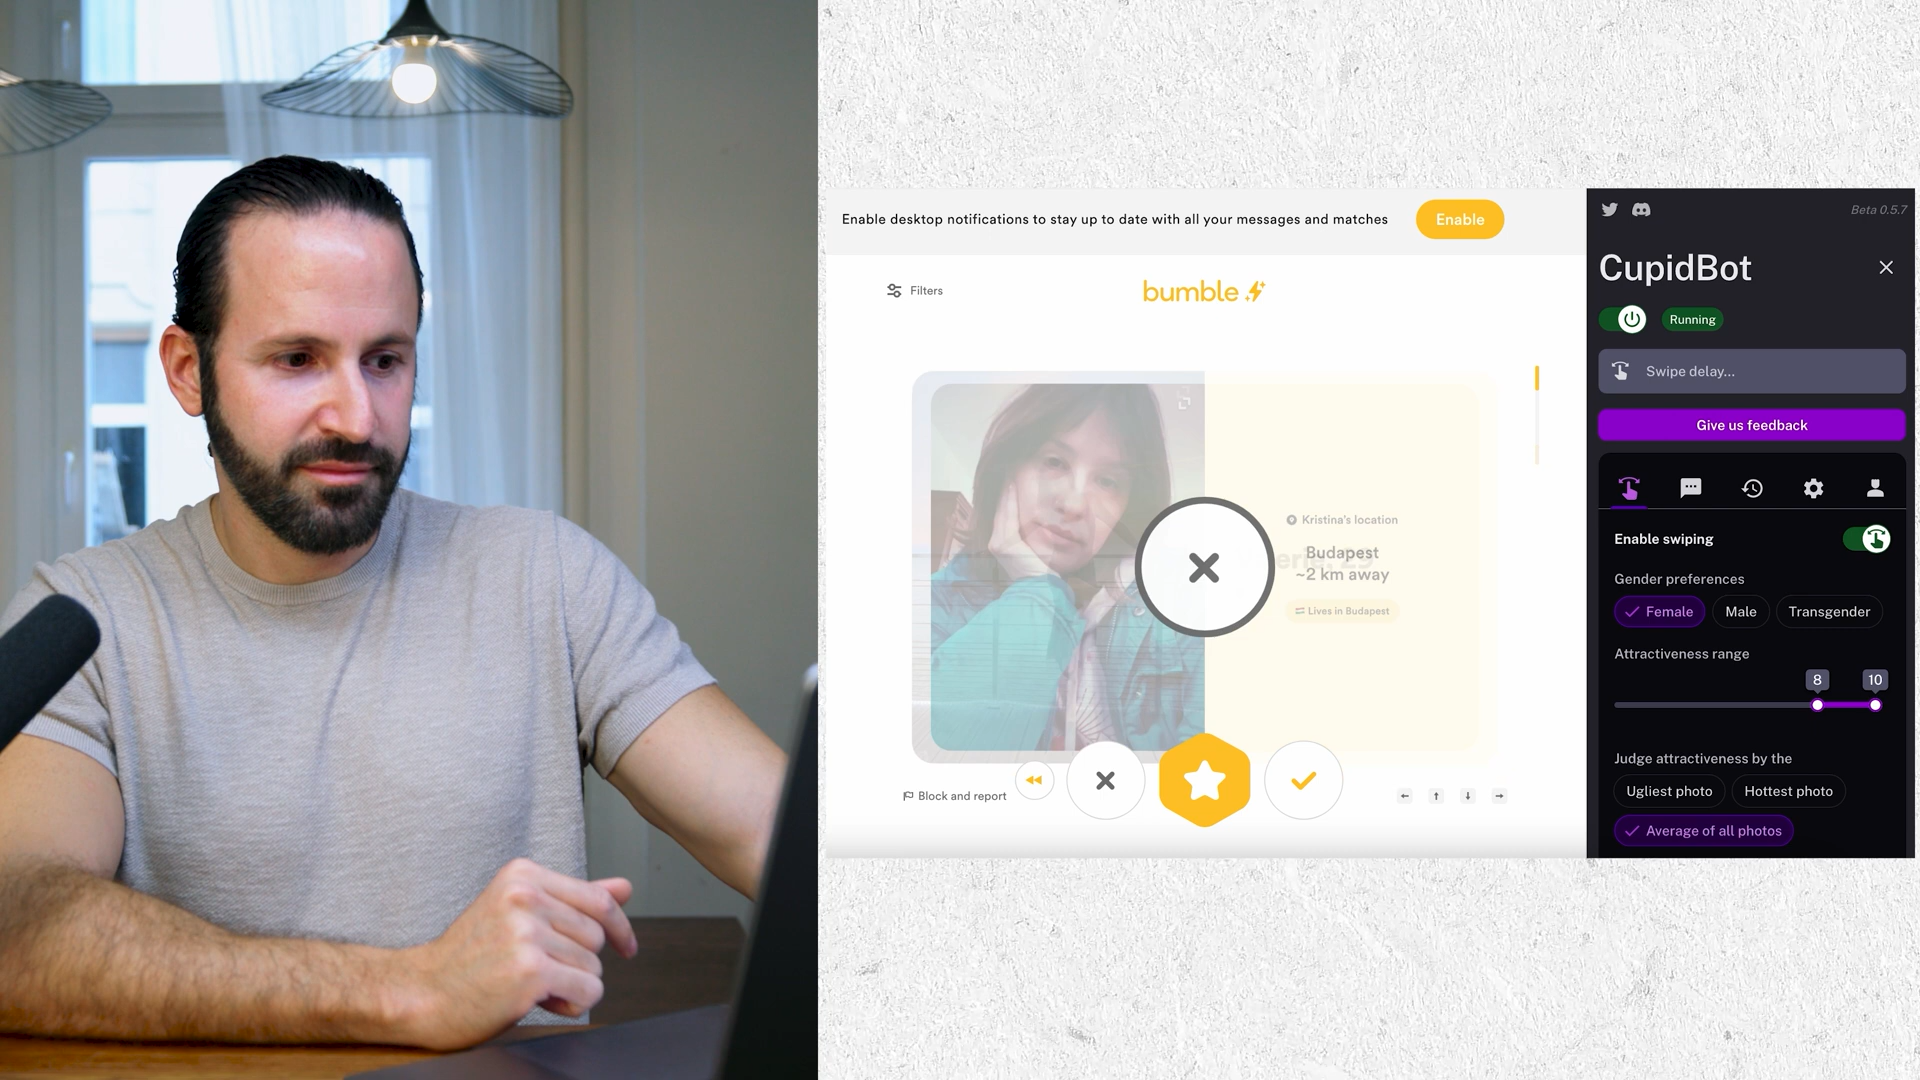 Enable desktop notifications to stay up to date with all your messages and matches
Enable
Filters
bumble
Kristina's location
Budapest
~2 km away
Lives in Budapest
Block and report
Beta 0.5.7
CupidBot
Running
Swipe delay...
Give us feedback
Enable swiping
Gender preferences
Female
Male
Transgender
Attractiveness range
8
10
Judge attractiveness by the
Ugliest photo
Hottest photo
Average of all photos